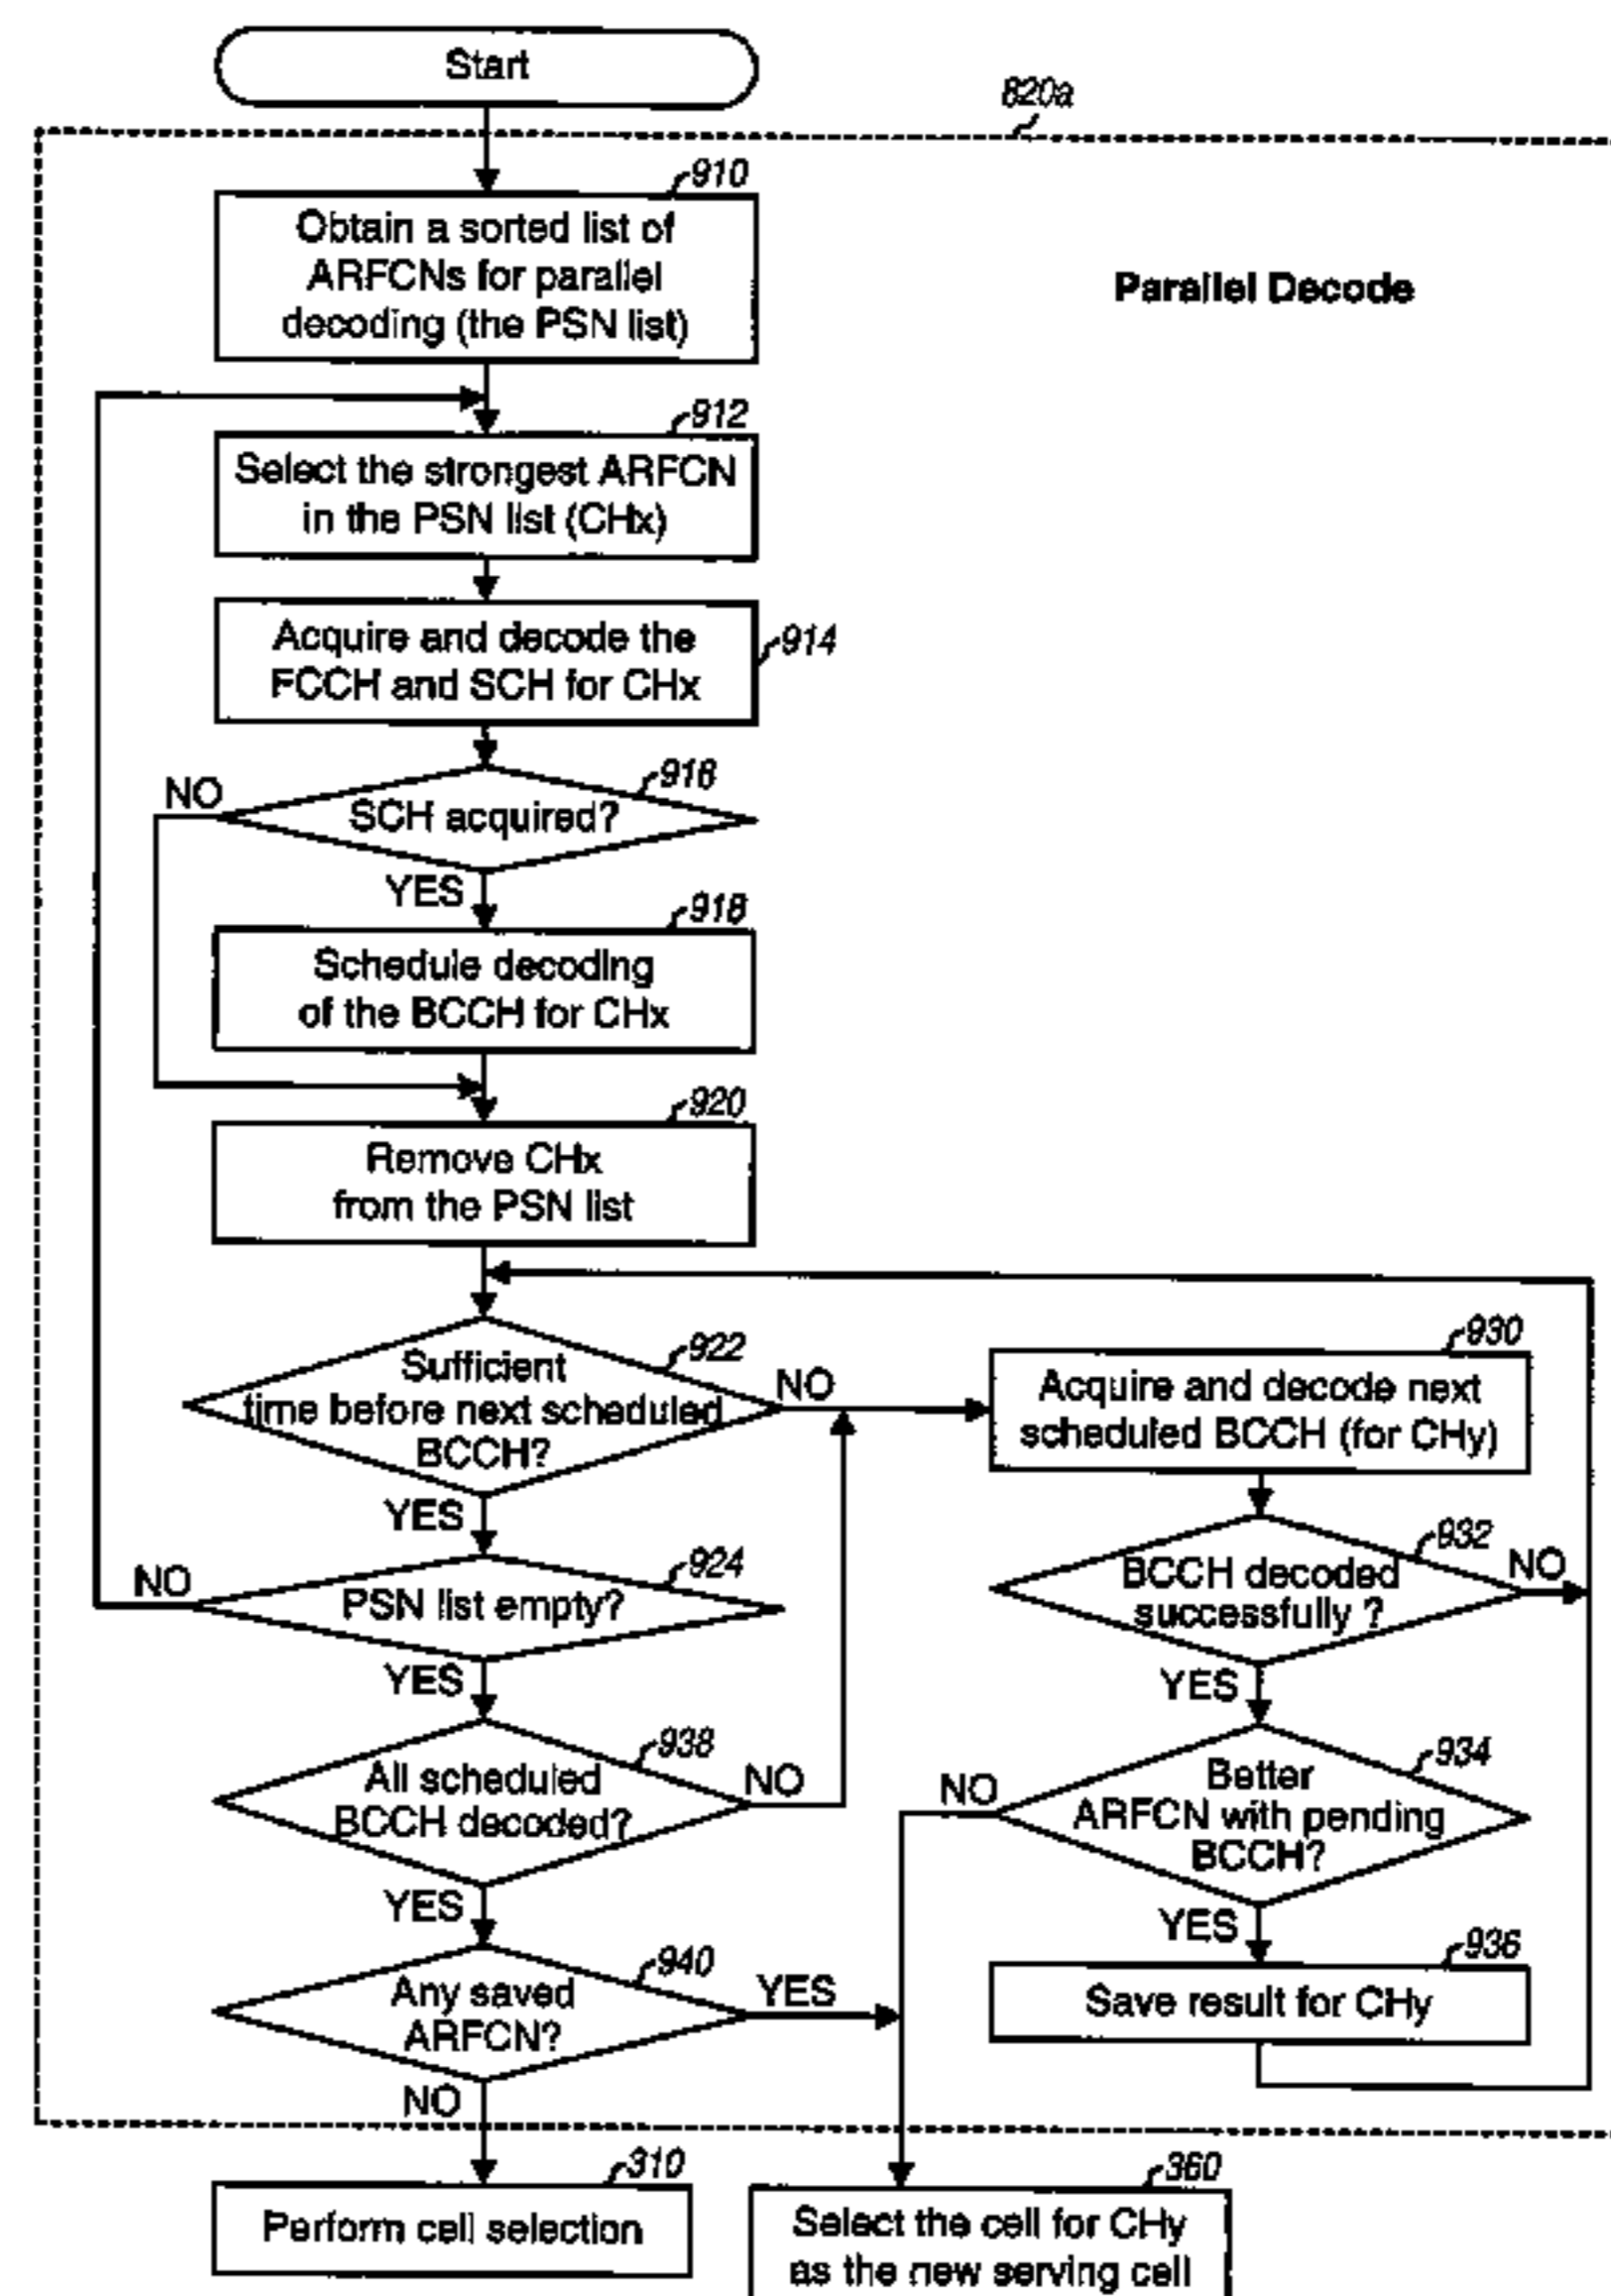 Start
820a
910
Obtain a sorted list of
ARFCNs for parallel
decoding (the PSN list)
Parallel Decode
912
Select the strongest ARFCN
in the PSN list (CHx)
914
Acquire and decode the
FCCH and SCH for CHx
916
NO
SCH acquired?
YES
918
Schedule decoding
of the BCCH for CHx
920
Remove CHx
from the PSN list
922
Sufficient
time before next scheduled
BCCH?
NO
YES
930
Acquire and decode next
scheduled BCCH (for CHy)
924
NO
PSN list empty?
YES
932
BCCH decoded
successfully ?
NO
YES
938
All scheduled
BCCH decoded?
NO
YES
934
NO
Better
ARFCN with pending
BCCH?
YES
940
Any saved
ARFCN?
YES
NO
936
Save result for CHy
310
Perform cell selection
360
Select the cell for CHy
as the new serving cell